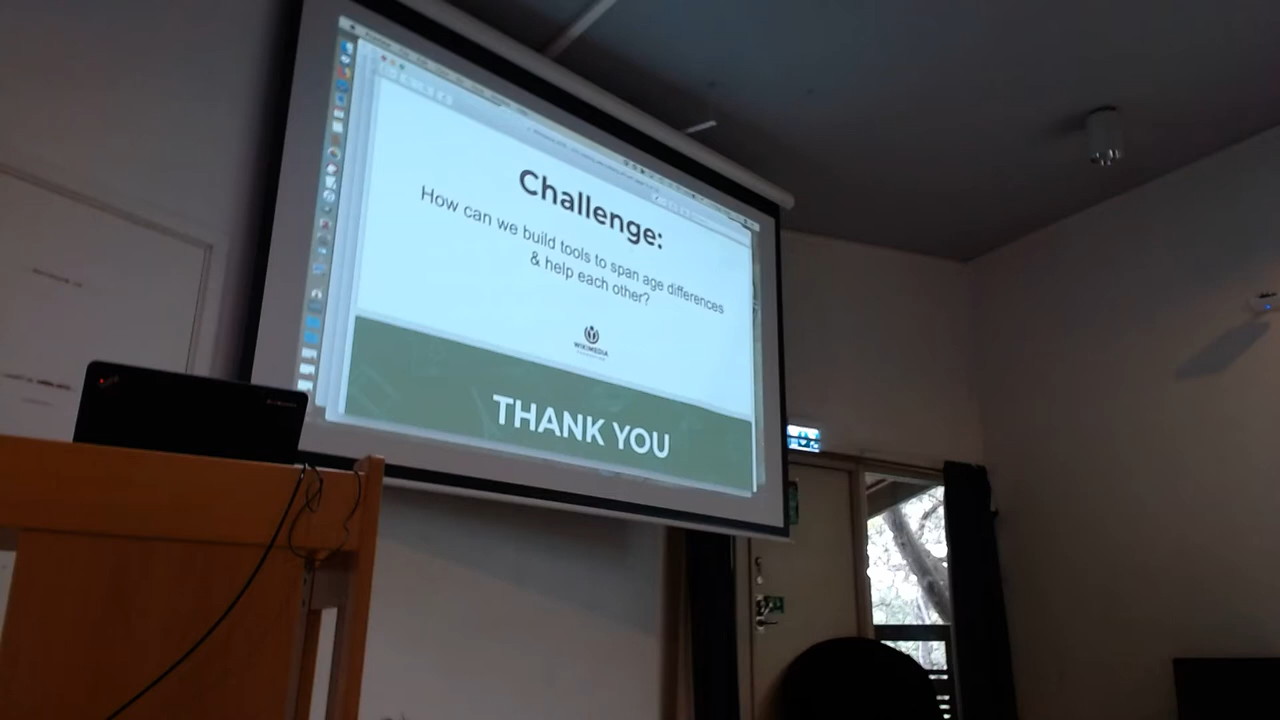 Challenge:
How can we build tools to span age differences
& help each other?
WIKIMEDIA
THANK YOU